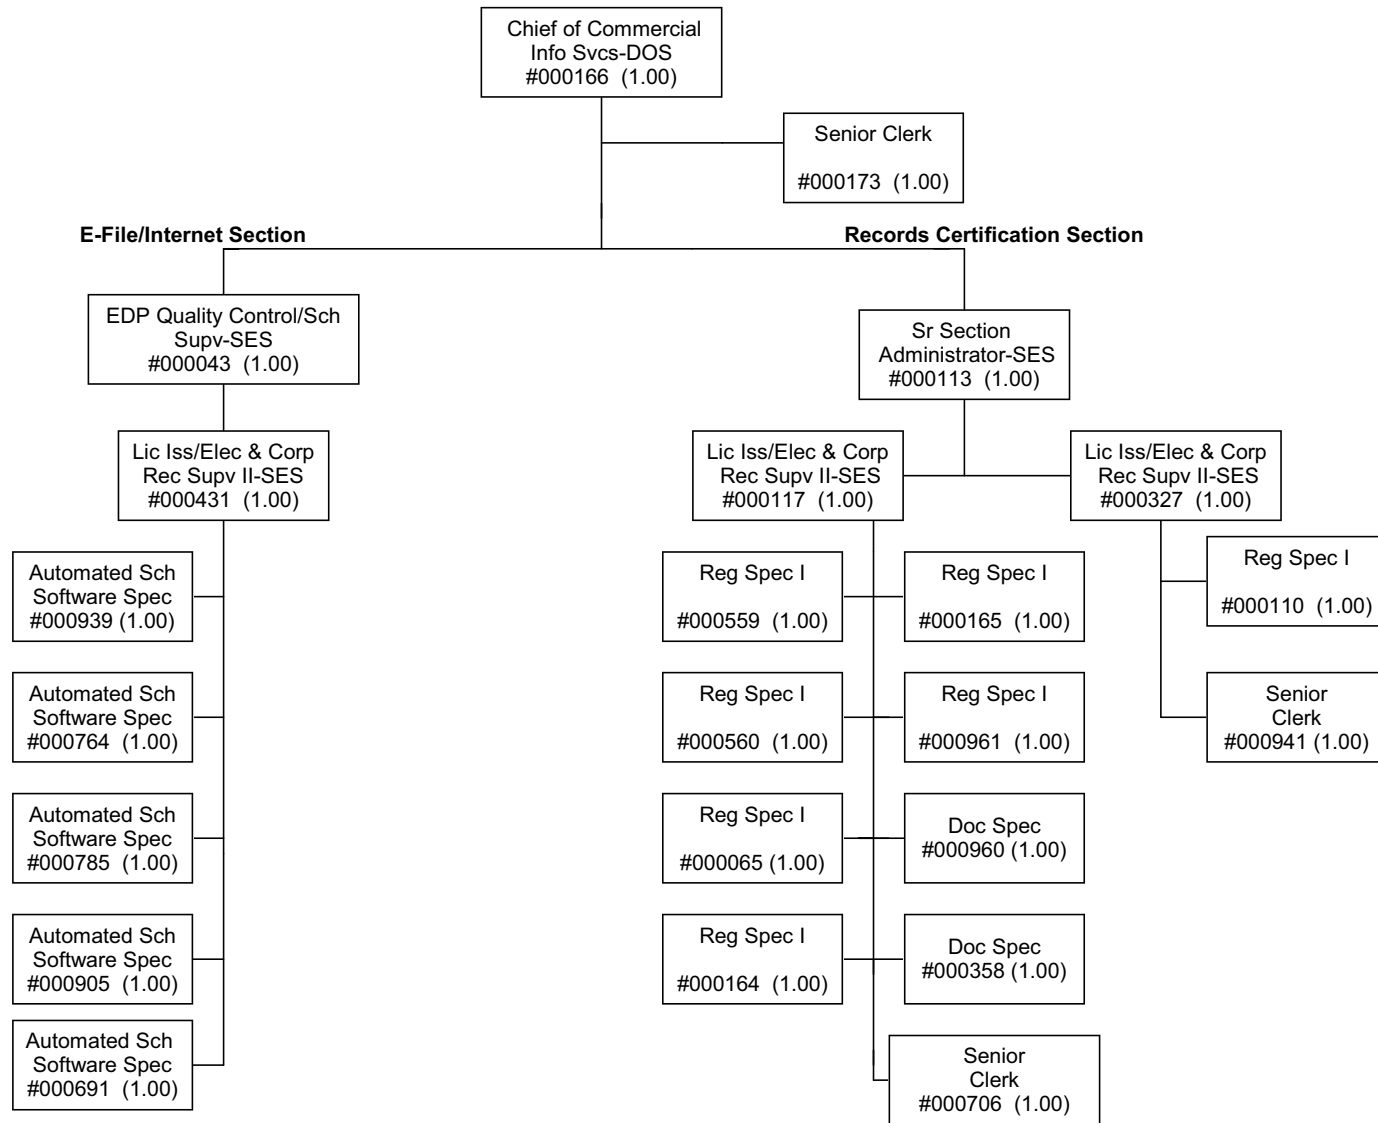 Chief of Commercial
Info Svcs-DOS
#000166 (1.00)
Senior Clerk
#000173 (1.00)
E-File/Internet Section
Records Certification Section
EDP Quality Control/Sch
Supv-SES
#000043 (1.00)
Sr Section
Administrator-SES
#000113 (1.00)
Lic Iss/Elec & Corp
Rec Supv II-SES
#000431 (1.00)
Lic Iss/Elec & Corp
Rec Supv II-SES
#000117 (1.00)
Lic Iss/Elec & Corp
Rec Supv II-SES
#000327 (1.00)
Automated Sch
Software Spec
#000939 (1.00)
Reg Spec I
#000559 (1.00)
Reg Spec I
#000165 (1.00)
Reg Spec I
#000110 (1.00)
Automated Sch
Software Spec
#000764 (1.00)
Reg Spec I
#000560 (1.00)
Reg Spec I
#000961 (1.00)
Senior
Clerk
#000941 (1.00)
Automated Sch
Software Spec
#000785 (1.00)
Reg Spec I
#000065 (1.00)
Doc Spec
#000960 (1.00)
Automated Sch
Software Spec
#000905 (1.00)
Reg Spec I
#000164 (1.00)
Doc Spec
#000358 (1.00)
Automated Sch
Software Spec
#000691 (1.00)
Senior
Clerk
#000706 (1.00)